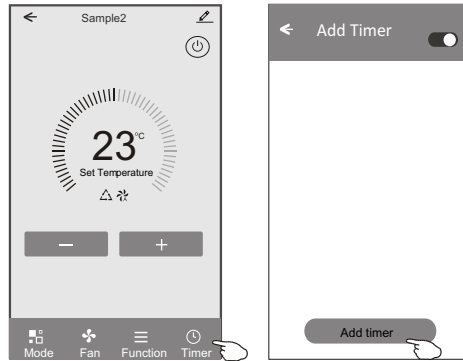 Sample2
23°C
Set Temperature
Mode Fan Function Timer
Add Timer
Add timer